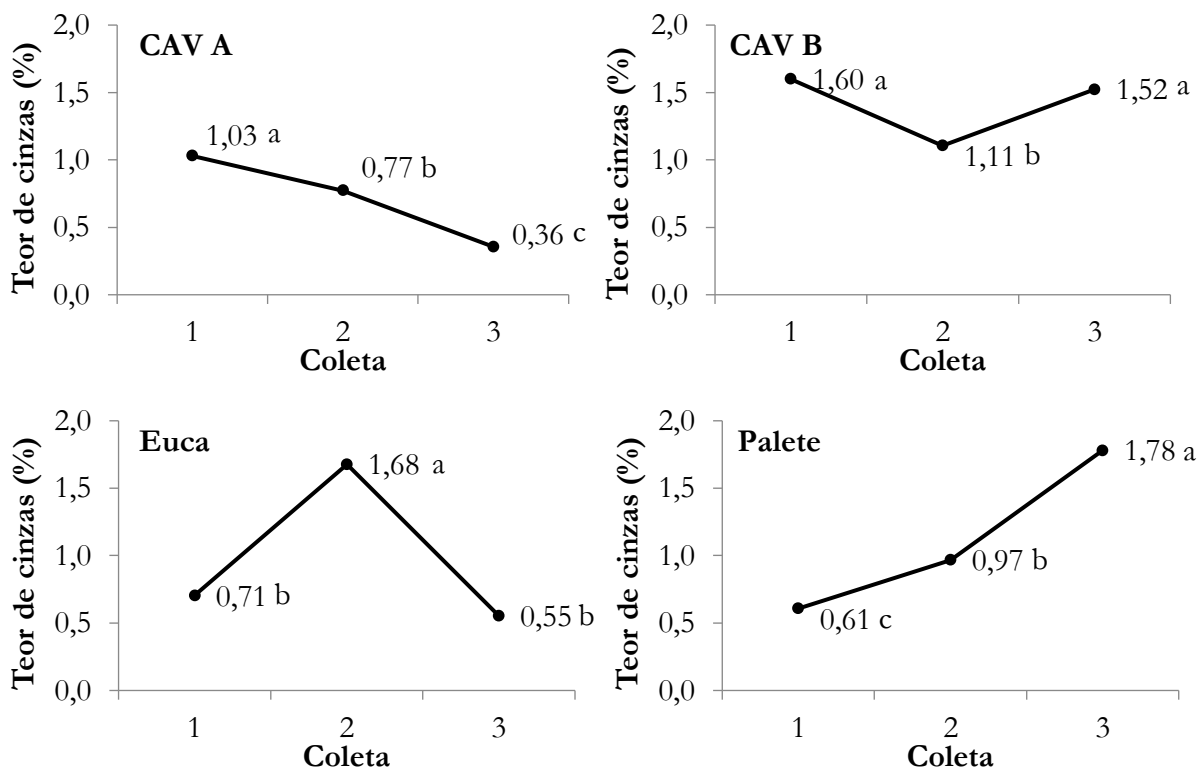 CAV A
Teor de cinzas (%)
2,0
1,5
1,0
0,5
0,0
1,03 a
0,77 b
0,36 c
1
2
3
Coleta
CAV B
Teor de cinzas (%)
2,0
1,5
1,0
0,5
0,0
1,60 a
1,11 b
1,52 a
1
2
3
Coleta
Euca
Teor de cinzas (%)
2,0
1,5
1,0
0,5
0,0
0,71 b
1,68 a
0,55 b
1
2
3
Coleta
Palete
Teor de cinzas (%)
2,0
1,5
1,0
0,5
0,0
0,61 c
0,97 b
1,78 a
1
2
3
Coleta